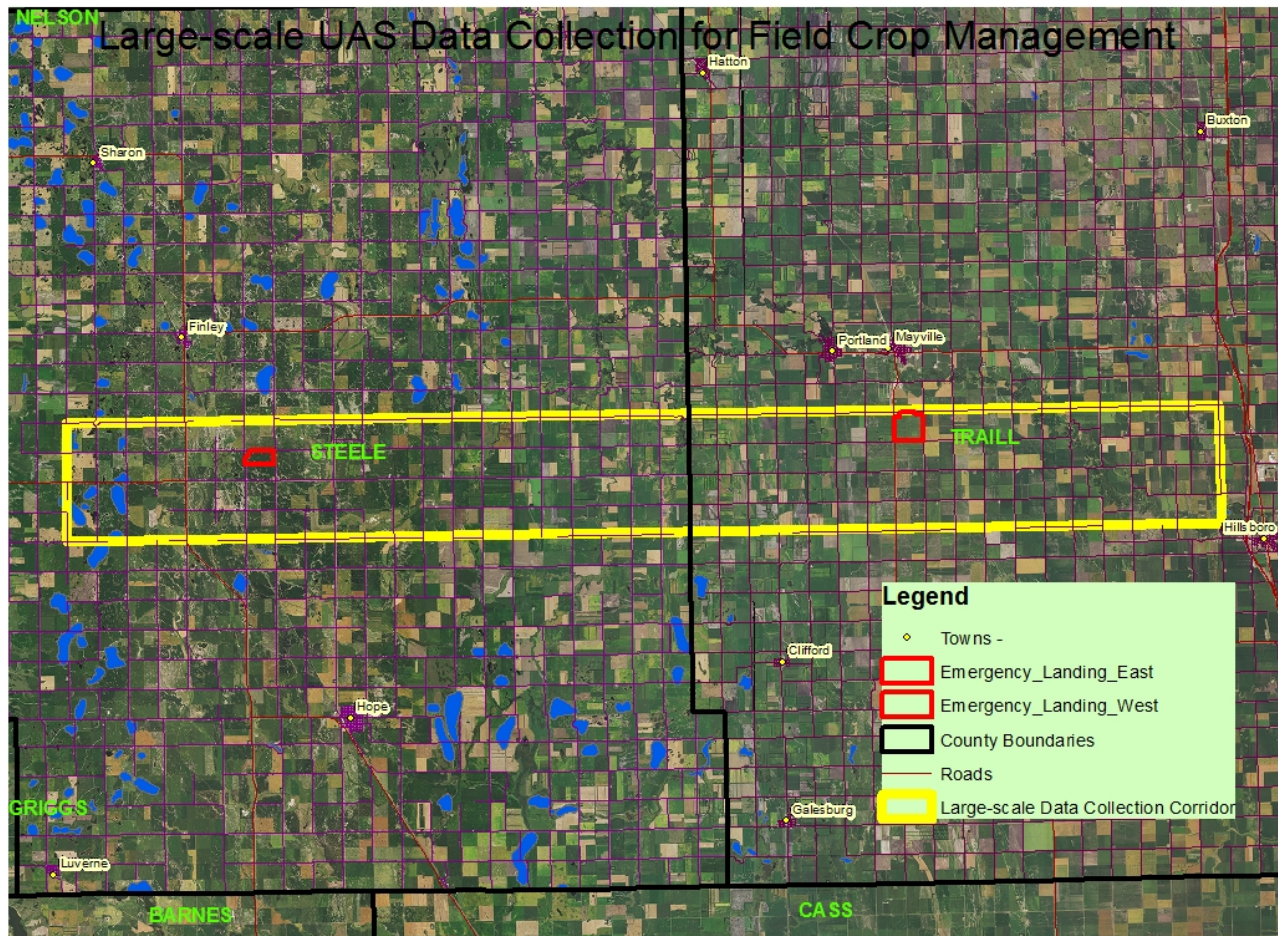 NELSON
Large-scale UAS Data Collection for Field Crop Management
Hatton
Buxton
Sharon
Finley
Portland
Mayville
STEELE
TRAILL
Hillsboro
Legend
Towns -
Emergency_Landing_East
Emergency_Landing_West
County Boundaries
Roads
Large-scale Data Collection Corridor
Clifford
Hope
GRIGGS
Galesburg
Luverne
BARNES
CASS